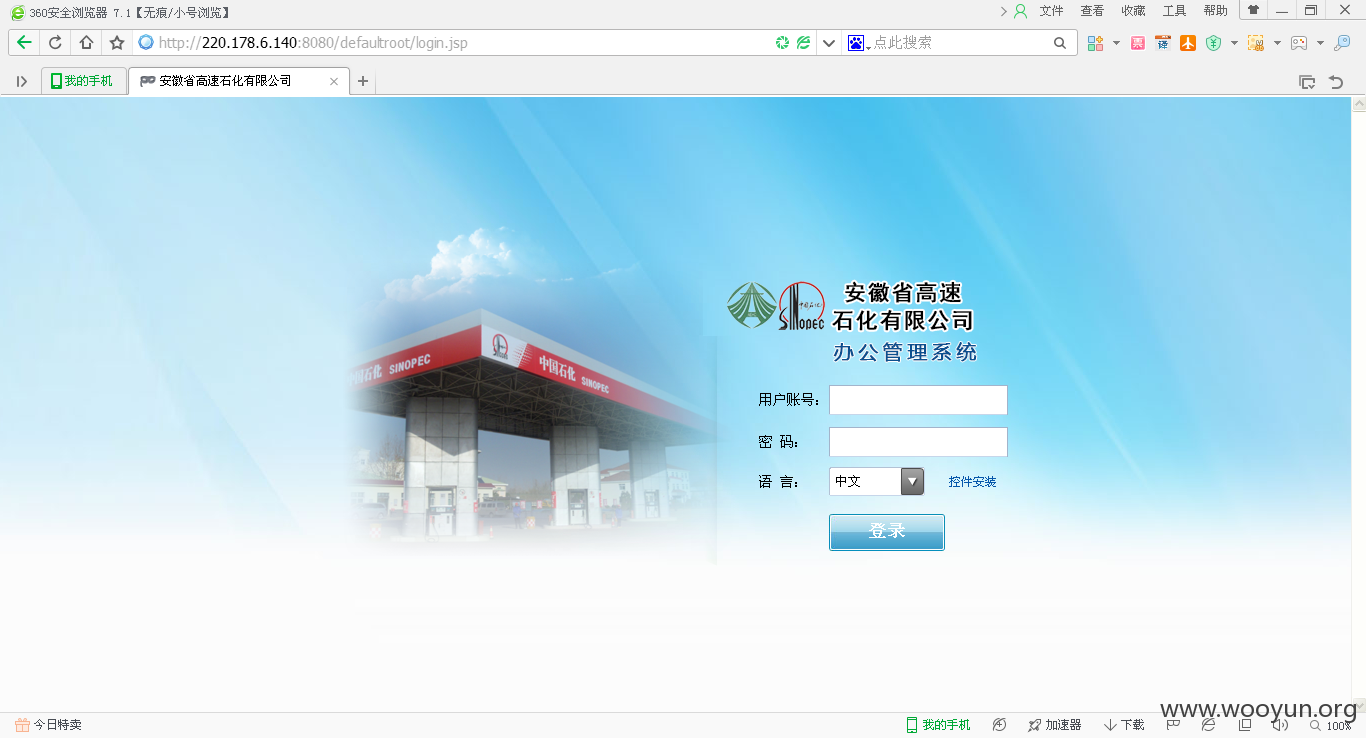 360安全浏览器 7.1【无痕/小号浏览】
文件 查看 收藏 工具 帮助
http://220.178.6.140:8080/defaultroot/login.jsp
点此搜索
我的手机
安徽省高速石化有限公司
中国石化 SINOPEC
中国石化 SINOPEC
中国石化
SINOPEC
安徽省高速
石化有限公司
办公管理系统
用户账号：
密 码：
语 言：
中文
控件安装
登录
www.wooyun.org
今日特卖
我的手机
加速器
下载
100%